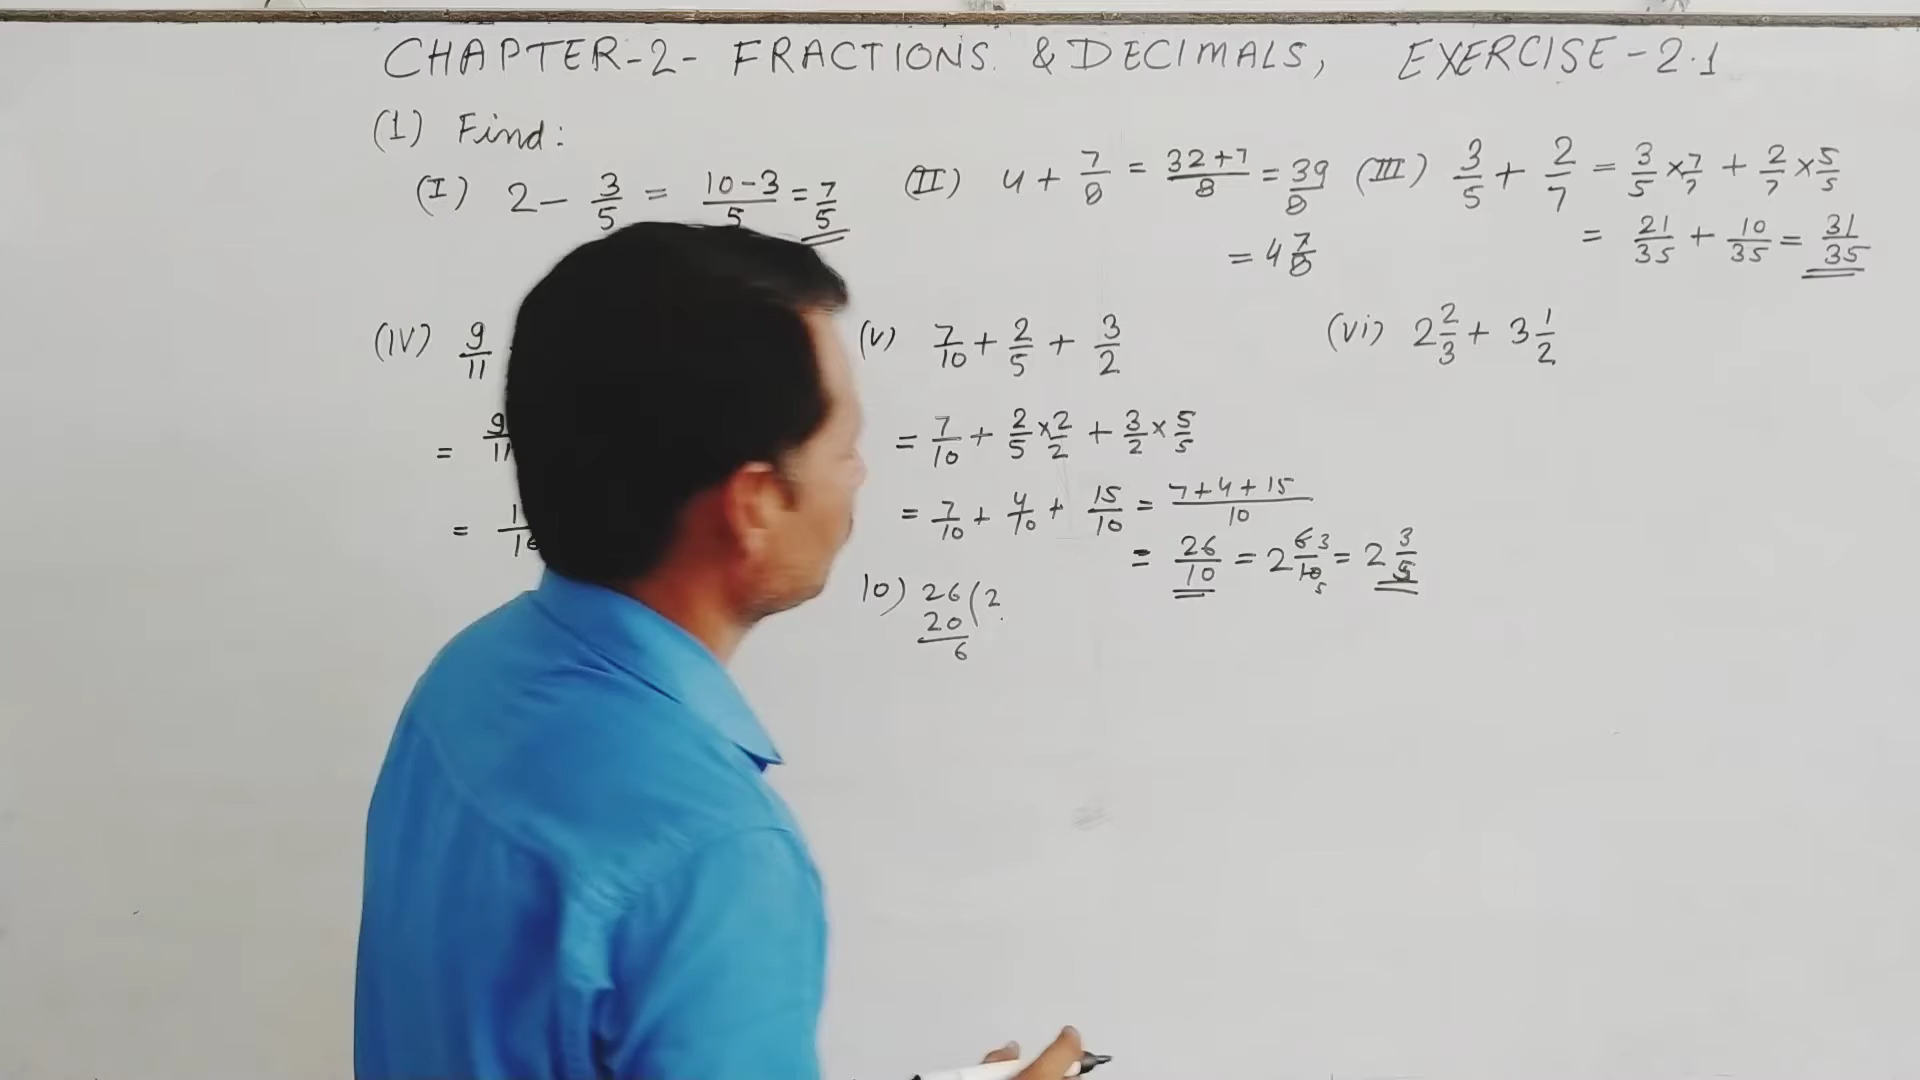 CHAPTER-2- FRACTIONS & DECIMALS, EXERCISE-2.1
(1) Find:
(I) 2 - 3/5 = 10-3/5 = 7/5
(II) 4 + 7/8 = 32+7/8 = 39/8
= 4 7/8
(III) 3/5 + 2/7 = 3/5 × 7/7 + 2/7 × 5/5
= 21/35 + 10/35 = 31/35
(IV) 9/11
= 9/11
=
(V) 7/10 + 2/5 + 3/2
= 7/10 + 2/5 × 2/2 + 3/2 × 5/5
= 7/10 + 4/10 + 15/10 = 7+4+15/10
= 26/10 = 2 6/10 3 5 = 2 3/5
10) 26 (2
20
6
(vi) 2 2/3 + 3 1/2